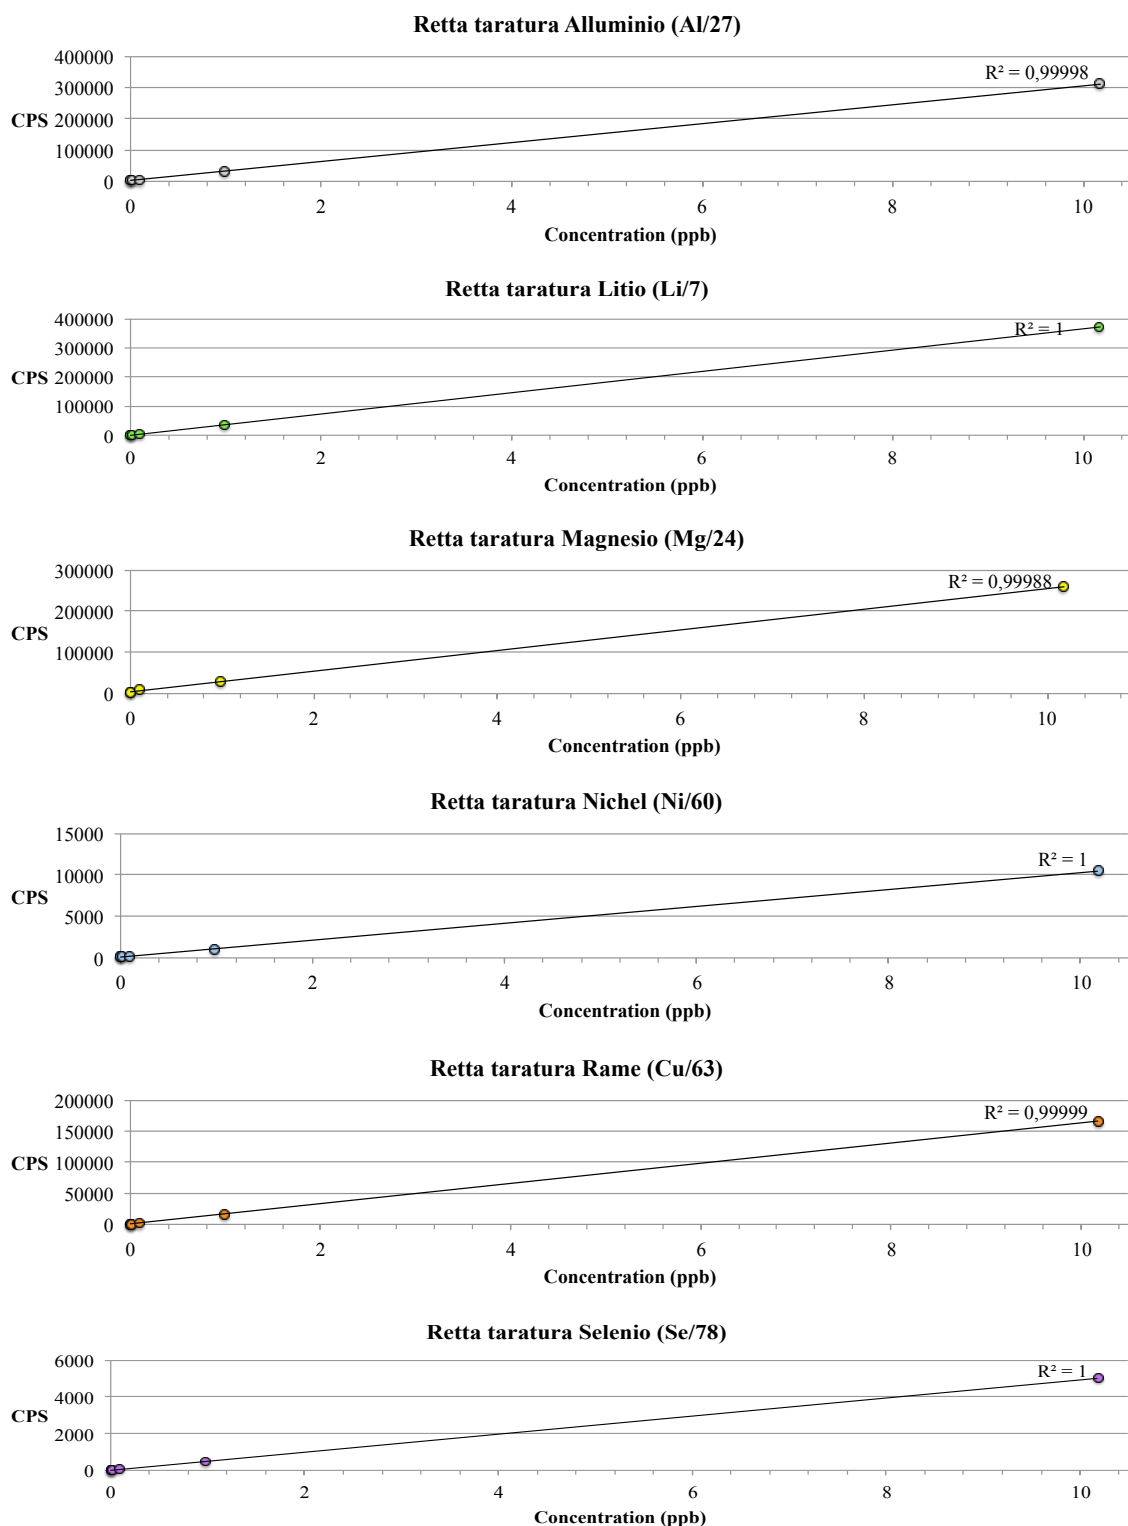 Retta taratura Alluminio (Al/27)
400000
R² = 0,99998
300000
CPS 200000
100000
0
0 2 4 6 8 10
Concentration (ppb)
Retta taratura Litio (Li/7)
400000
R² = 1
300000
CPS 200000
100000
0
0 2 4 6 8 10
Concentration (ppb)
Retta taratura Magnesio (Mg/24)
300000
R² = 0,99988
200000
CPS
100000
0
0 2 4 6 8 10
Concentration (ppb)
Retta taratura Nichel (Ni/60)
15000
R² = 1
10000
CPS
5000
0
0 2 4 6 8 10
Concentration (ppb)
Retta taratura Rame (Cu/63)
200000
R² = 0,99999
150000
CPS 100000
50000
0
0 2 4 6 8 10
Concentration (ppb)
Retta taratura Selenio (Se/78)
6000
R² = 1
4000
CPS
2000
0
0 2 4 6 8 10
Concentration (ppb)